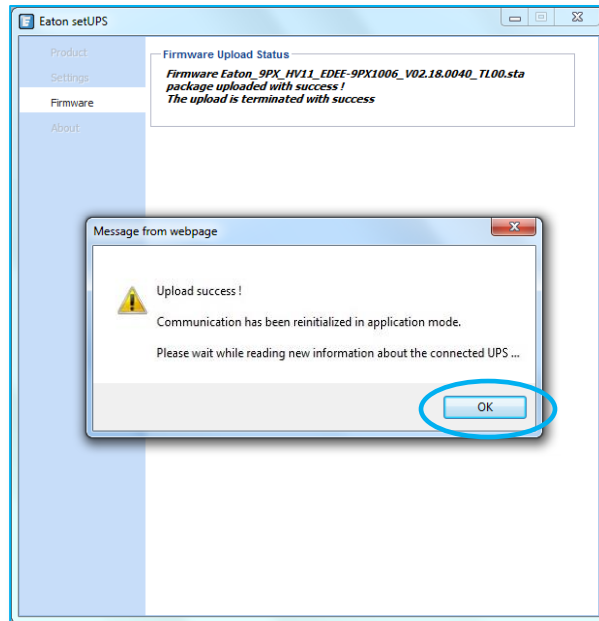 Eaton setUPS
Product
Settings
Firmware
About
Firmware Upload Status
Firmware Eaton_9PX_HV11_EDEE-9PX1006_V02.18.0040_TL00.sta
package uploaded with success !
The upload is terminated with success
Message from webpage
Upload success !
Communication has been reinitialized in application mode.
Please wait while reading new information about the connected UPS ...
OK